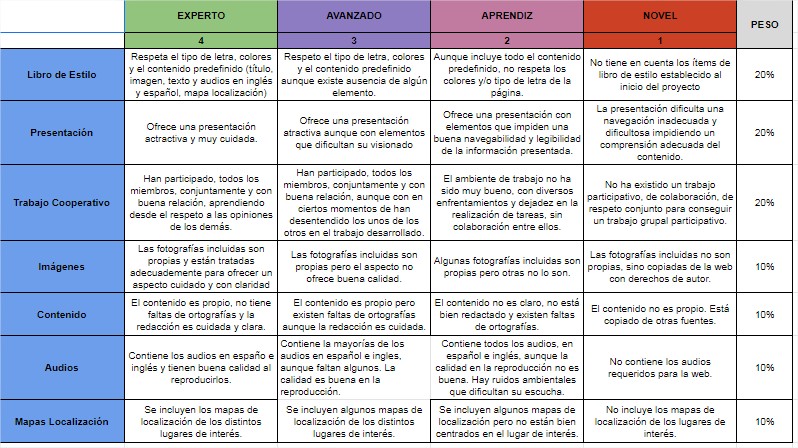 EXPERTO
AVANZADO
APRENDIZ
NOVEL
PESO
4
3
2
1
Libro de Estilo
Respeta el tipo de letra, colores
y el contenido predefinido (título,
imagen, texto y audios en inglés
y español, mapa localización)
Respeto el tipo de letra, colores
y el contenido predefinido
aunque existe ausencia de algún
elemento.
Aunque incluye todo el contenido
predefinido, no respeta los
colores y/o tipo de letra de la
página.
No tiene en cuenta los ítems de
libro de estilo establecido al
inicio del proyecto
20%
Presentación
Ofrece una presentación
actractiva y muy cuidada.
Ofrece una presentación
atractiva aunque con elementos
que dificultan su visionado
Ofrece una presentación con
elementos que impiden una
buena navegabilidad y legibilidad
de la información presentada.
La presentación dificulta una
navegación inadecuada y
dificultosa impidiendo un
comprensión adecuada del
contenido.
20%
Trabajo Cooperativo
Han participado, todos los
miembros, conjuntamente y con
buena relación, aprendiendo
desde el respeto a las opiniones
de los demás.
Han participado, todos los
miembros, conjuntamente y con
buena relación, aunque con en
ciertos momentos de han
desentendido los unos de los
otros en el trabajo desarrollado.
El ambiente de trabajo no ha
sido muy bueno, con diversos
enfrentamientos y dejadez en la
realización de tareas, sin
colaboración entre ellos.
No ha existido un trabajo
participativo, de colaboración, de
respeto conjunto para conseguir
un trabajo grupal participativo.
20%
Imágenes
Las fotografías incluidas son
propias y están tratadas
adecuadamente para ofrecer un
aspecto cuidado y con claridad
Las fotografías incluidas son
propias pero el aspecto no
ofrece buena calidad.
Algunas fotografías incluidas son
propias pero otras no lo son.
Las fotografías incluidas no son
propias, sino copiadas de la web
con derechos de autor.
10%
Contenido
El contenido es propio, no tiene
faltas de ortografías y la
redacción es cuidada y clara.
El contenido es propio pero
existen faltas de ortografías
aunque la redacción es cuidada.
El contenido no es claro, no está
bien redactado y existen faltas
de ortografías.
El contenido no es propio. Está
copiado de otras fuentes.
10%
Audios
Contiene los audios en españo e
inglés y tienen buena calidad al
reproducirlos.
Contiene la mayorías de los
audios en español e ingles,
aunque faltan algunos. La
calidad es buena en la
reproducción.
Contiene todos los audios, en
español e inglés, aunque la
calidad en la reproducción no es
buena. Hay ruidos ambientales
que dificultan su escucha.
No contiene los audios
requeridos para la web.
10%
Mapas Localización
Se incluyen los mapas de
localización de los distintos
lugares de interés.
Se incluyen algunos mapas de
localización de los distintos
lugares de interés.
Se incluyen algunos mapas de
localización pero no están bien
centrados en el lugar de interés.
No incluye los mapas de
localización de los lugares de
interés.
10%